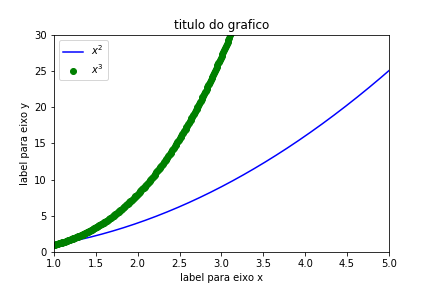 titulo do grafico
x²
x³
label para eixo y
30
25
20
15
10
5
0
1.0 1.5 2.0 2.5 3.0 3.5 4.0 4.5 5.0
label para eixo x